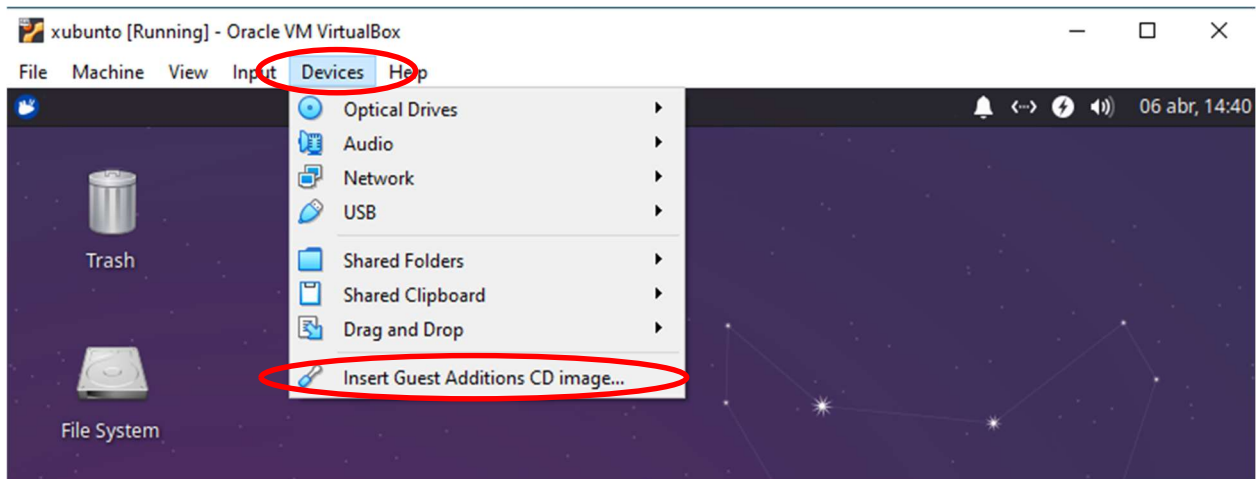 xubunto [Running] - Oracle VM VirtualBox
File Machine View Input Devices Help
06 abr, 14:40
Optical Drives
Audio
Network
USB
Shared Folders
Shared Clipboard
Drag and Drop
Insert Guest Additions CD image...
Trash
File System